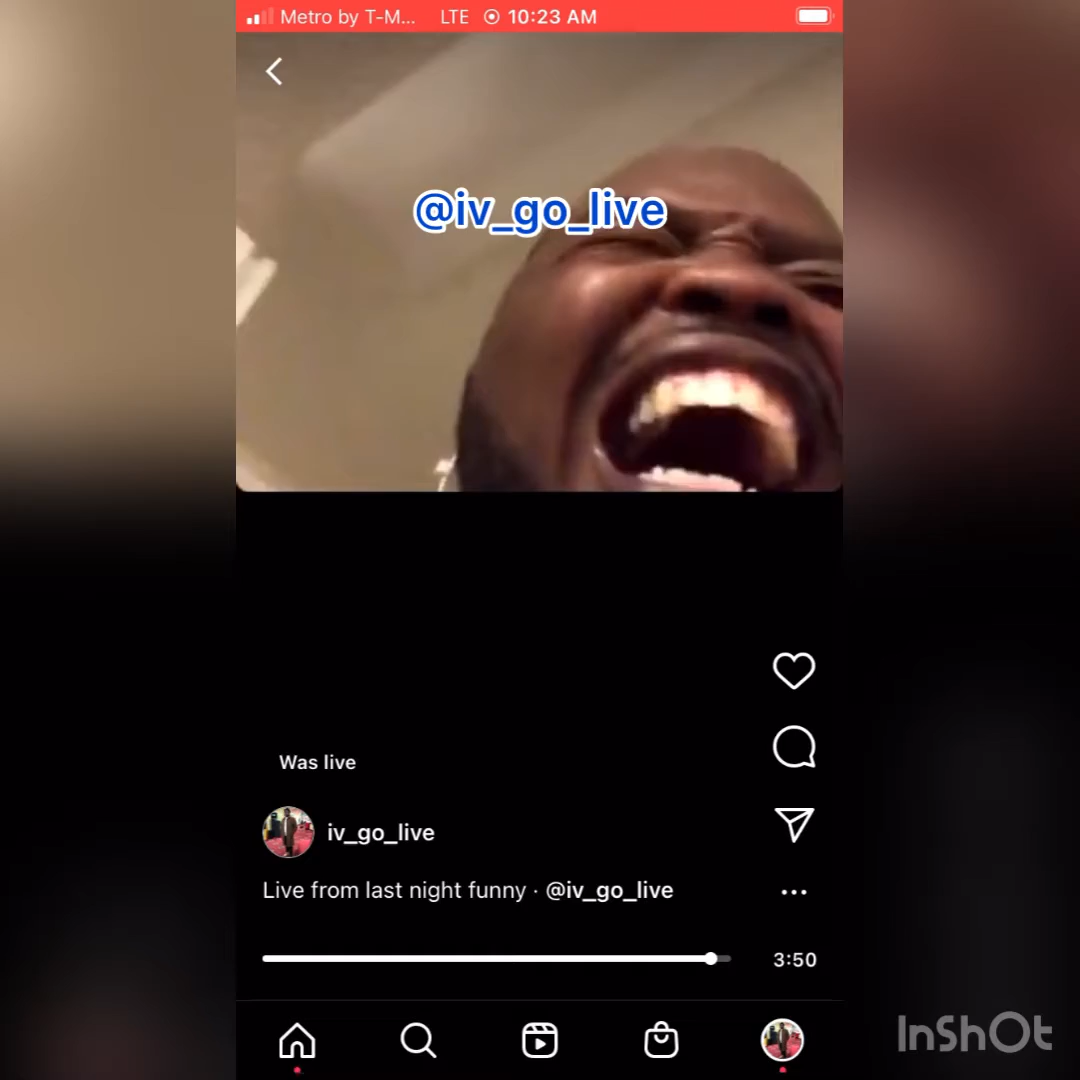 Metro by T-M... LTE 10:23 AM
@iv_go_live
Was live
iv_go_live
Live from last night funny · @iv_go_live
3:50
InShOt